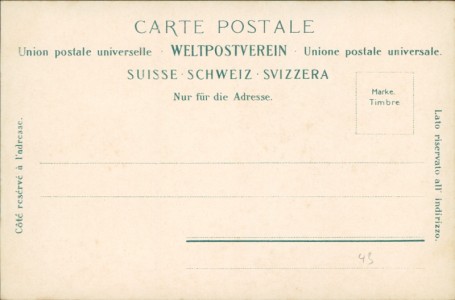 CARTE POSTALE
Union postale universelle · WELTPOSTVEREIN · Unione postale universale.
SUISSE · SCHWEIZ · SVIZZERA
Nur für die Adresse.
Marke.
Timbre.
Côté resérvé à l'adresse.
Lato riservato all' indirizzo.
43